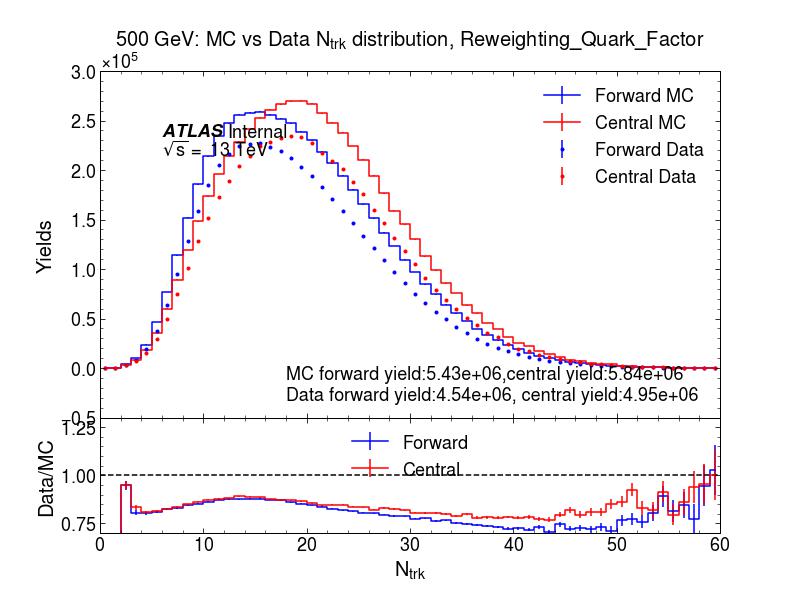 500 GeV: MC vs Data N_trk distribution, Reweighting_Quark_Factor
×10⁵
3.0
2.5
2.0
1.5
1.0
0.5
0.0
0.5
Yields
ATLAS Internal
√s = 13 TeV
Forward MC
Central MC
Forward Data
Central Data
MC forward yield:5.43e+06,central yield:5.84e+06
Data forward yield:4.54e+06, central yield:4.95e+06
1.25
1.00
0.75
Data/MC
Forward
Central
0 10 20 30 40 50 60
N_trk